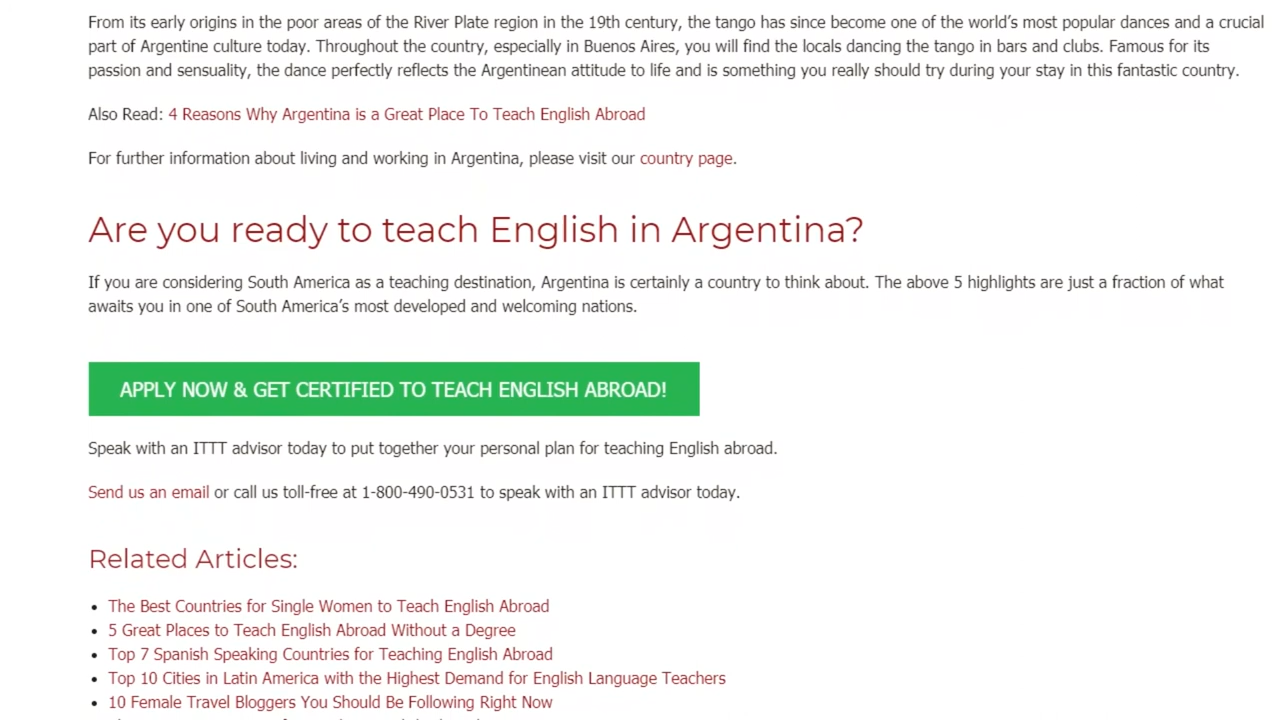 From its early origins in the poor areas of the River Plate region in the 19th century, the tango has since become one of the world’s most popular dances and a crucial
part of Argentine culture today. Throughout the country, especially in Buenos Aires, you will find the locals dancing the tango in bars and clubs. Famous for its
passion and sensuality, the dance perfectly reflects the Argentinean attitude to life and is something you really should try during your stay in this fantastic country.
Also Read: 4 Reasons Why Argentina is a Great Place To Teach English Abroad
For further information about living and working in Argentina, please visit our country page.
Are you ready to teach English in Argentina?
If you are considering South America as a teaching destination, Argentina is certainly a country to think about. The above 5 highlights are just a fraction of what
awaits you in one of South America’s most developed and welcoming nations.
APPLY NOW & GET CERTIFIED TO TEACH ENGLISH ABROAD!
Speak with an ITTT advisor today to put together your personal plan for teaching English abroad.
Send us an email or call us toll-free at 1-800-490-0531 to speak with an ITTT advisor today.
Related Articles:
• The Best Countries for Single Women to Teach English Abroad
• 5 Great Places to Teach English Abroad Without a Degree
• Top 7 Spanish Speaking Countries for Teaching English Abroad
• Top 10 Cities in Latin America with the Highest Demand for English Language Teachers
• 10 Female Travel Bloggers You Should Be Following Right Now